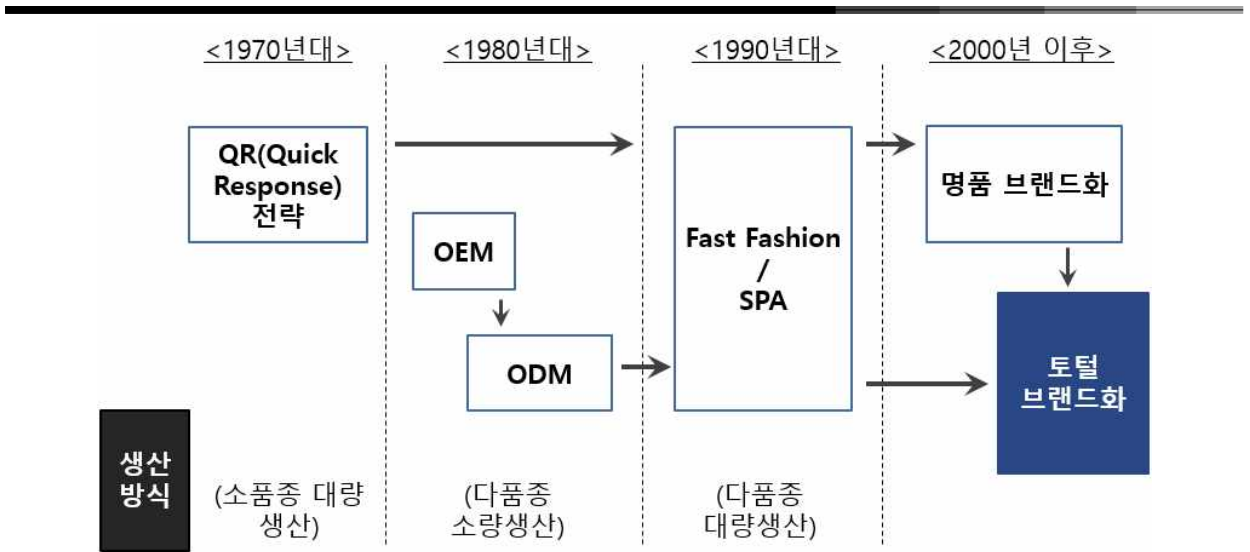 <1970년대>
<1980년대>
<1990년대>
<2000년 이후>
QR(Quick
Response)
전략
OEM
ODM
Fast Fashion
/
SPA
명품 브랜드화
토털
브랜드화
생산
방식
(소품종 대량
생산)
(다품종
소량생산)
(다품종
대량생산)